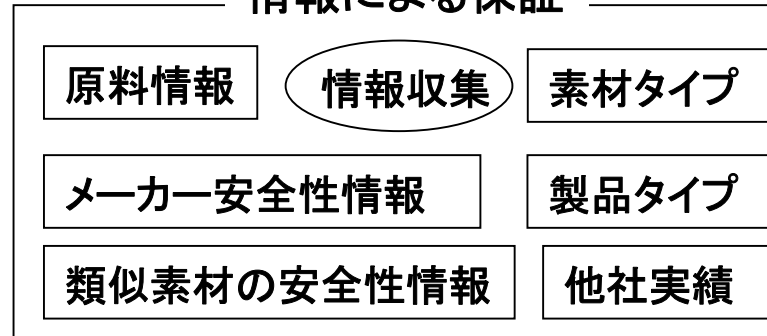 情報による保証
原料情報
情報収集
素材タイプ
メーカー安全性情報
製品タイプ
類似素材の安全性情報
他社実績